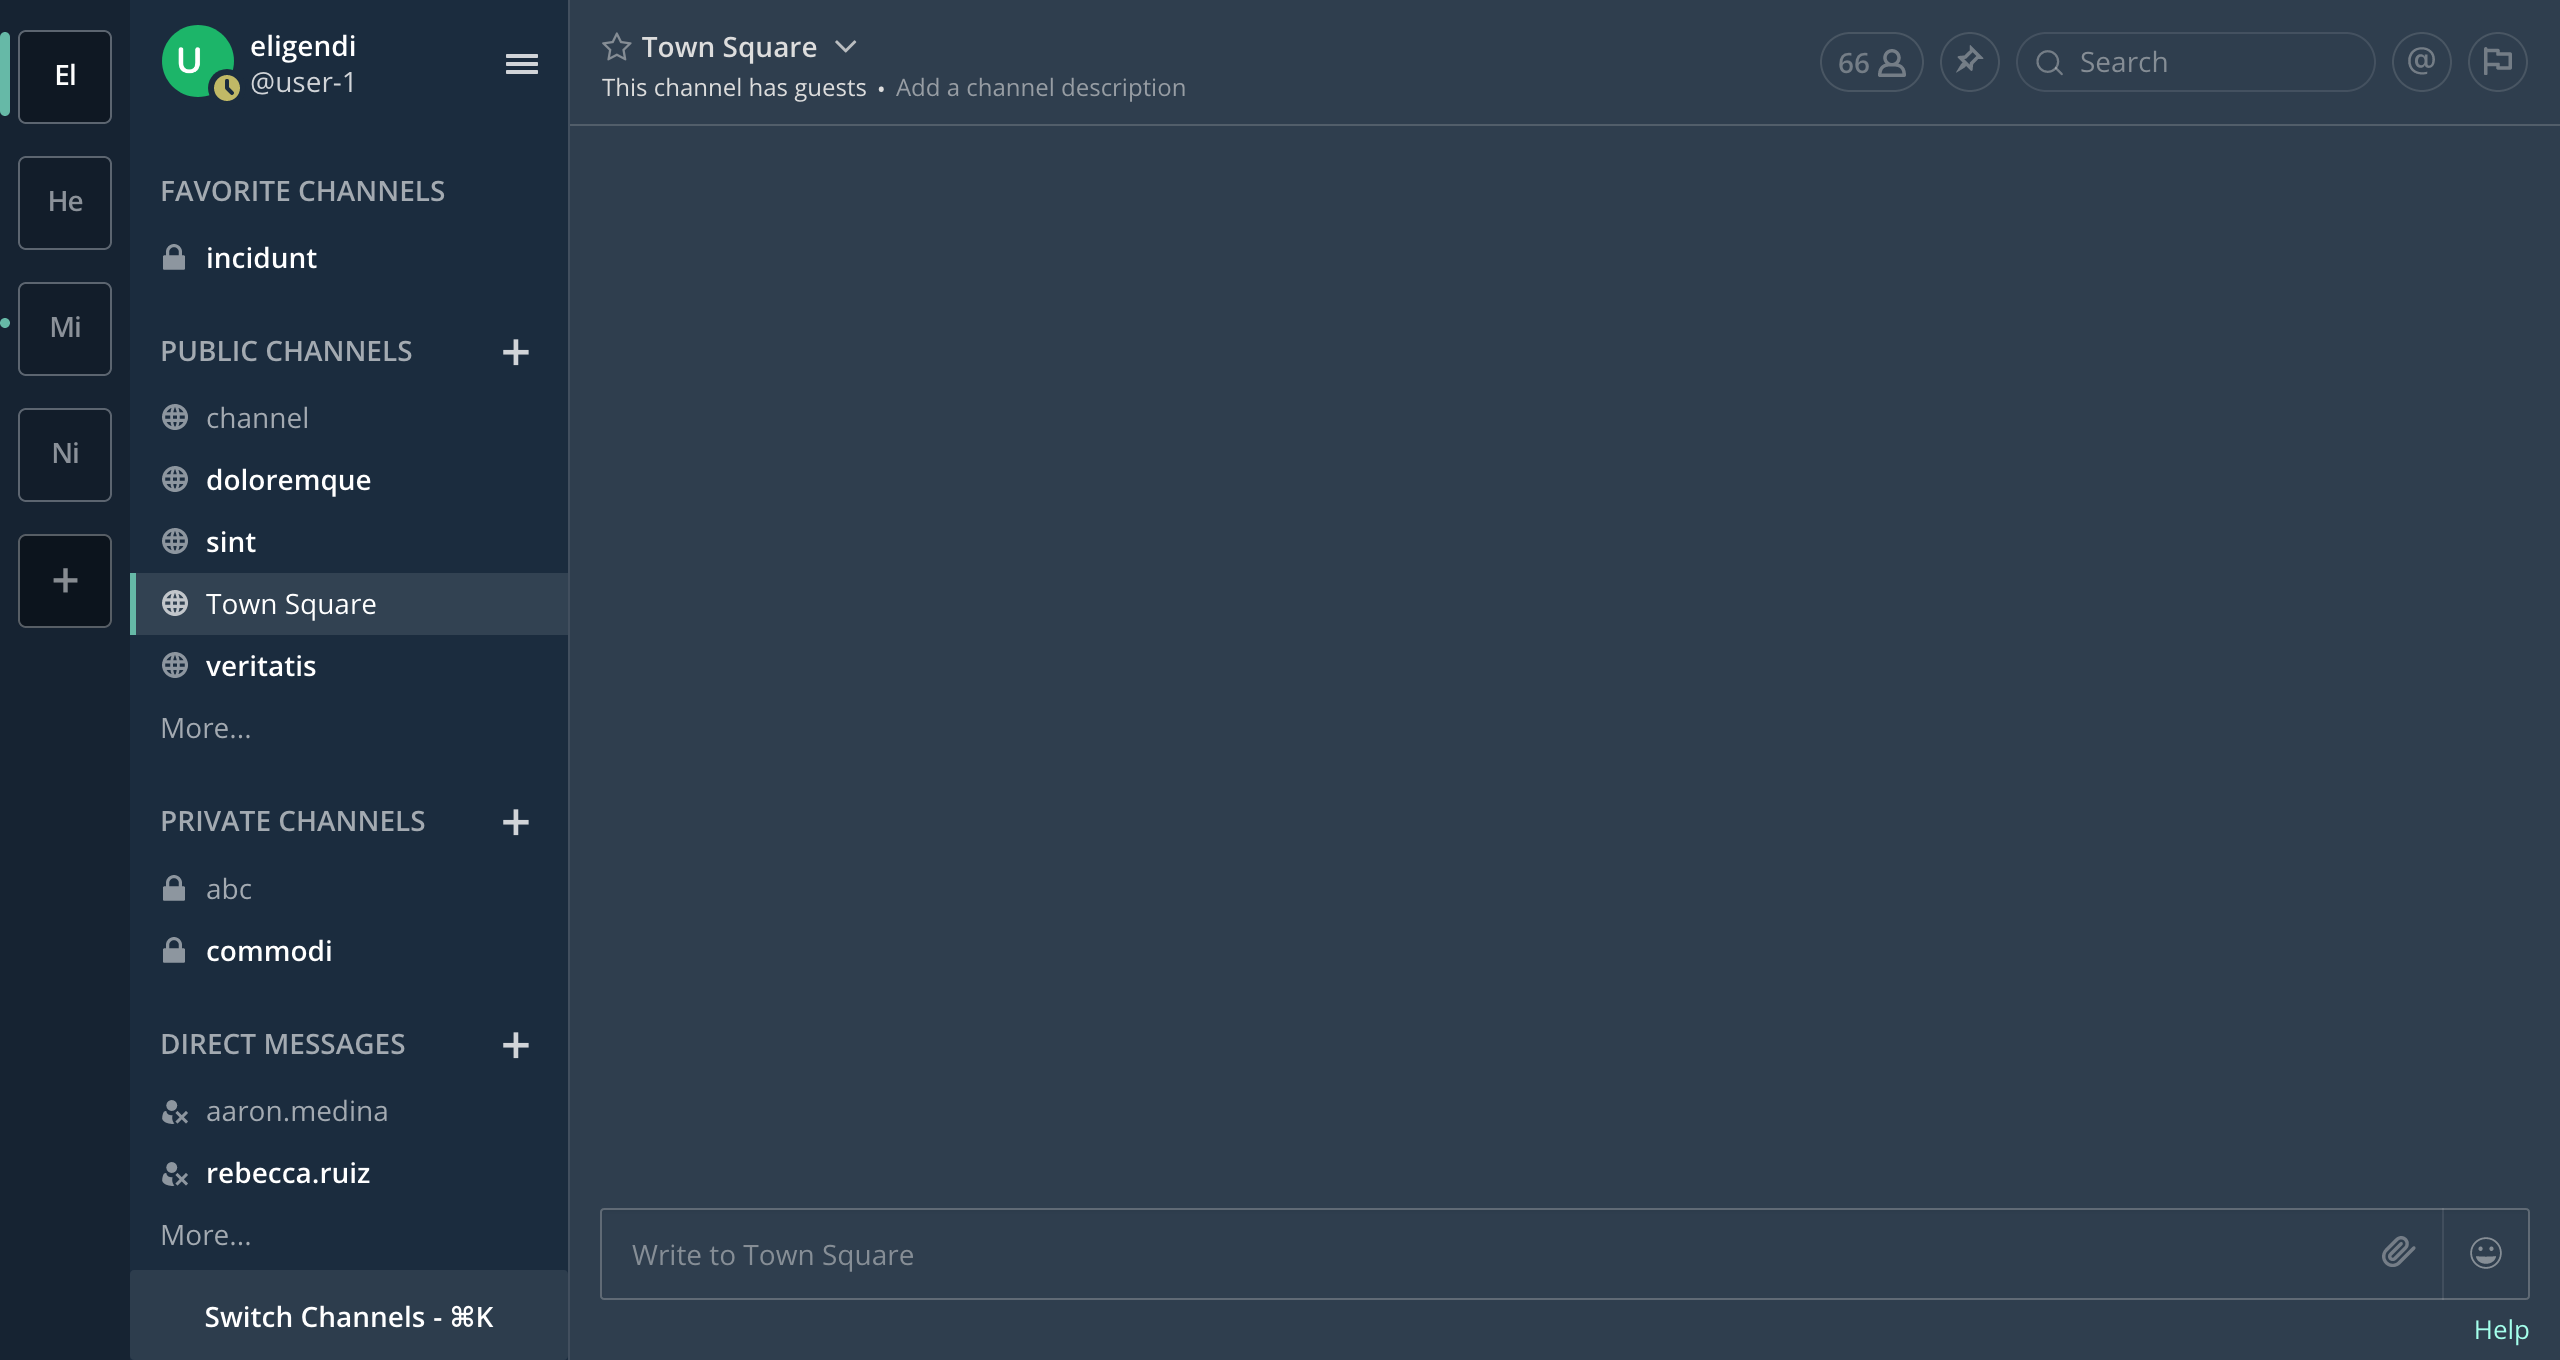 El
He
Mi
Ni
+
U
eligendi
@user-1
FAVORITE CHANNELS
incidunt
PUBLIC CHANNELS +
channel
doloremque
sint
Town Square
veritatis
More...
PRIVATE CHANNELS +
abc
commodi
DIRECT MESSAGES +
aaron.medina
rebecca.ruiz
More...
Switch Channels - ⌘K
Town Square
This channel has guests • Add a channel description
66
Search
@
Write to Town Square
Help